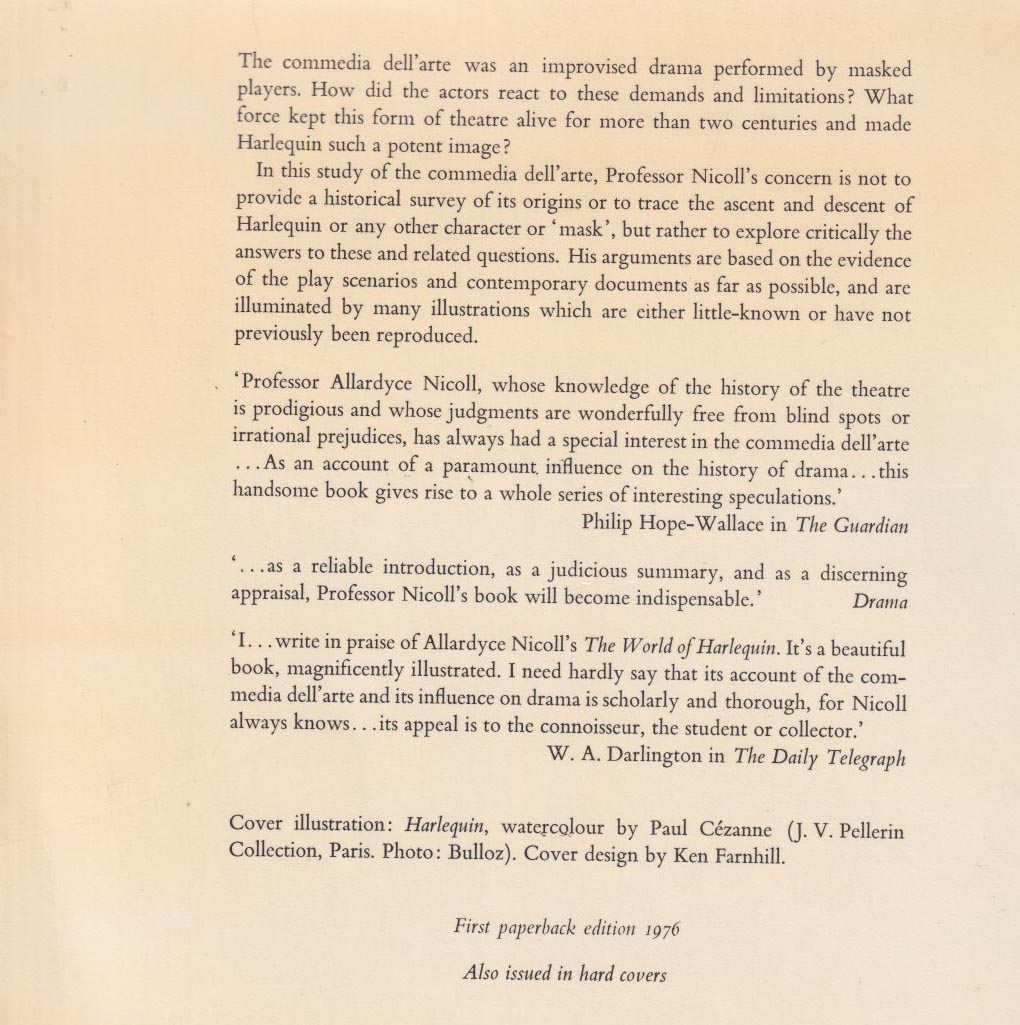 The commedia dell'arte was an improvised drama performed by masked
players. How did the actors react to these demands and limitations? What
force kept this form of theatre alive for more than two centuries and made
Harlequin such a potent image?
In this study of the commedia dell'arte, Professor Nicoll's concern is not to
provide a historical survey of its origins or to trace the ascent and descent of
Harlequin or any other character or ‘mask’, but rather to explore critically the
answers to these and related questions. His arguments are based on the evidence
of the play scenarios and contemporary documents as far as possible, and are
illuminated by many illustrations which are either little-known or have not
previously been reproduced.
‘Professor Allardyce Nicoll, whose knowledge of the history of the theatre
is prodigious and whose judgments are wonderfully free from blind spots or
irrational prejudices, has always had a special interest in the commedia dell'arte
...As an account of a paramount influence on the history of drama...this
handsome book gives rise to a whole series of interesting speculations.’
Philip Hope-Wallace in The Guardian
‘...as a reliable introduction, as a judicious summary, and as a discerning
appraisal, Professor Nicoll's book will become indispensable.’ Drama
‘I...write in praise of Allardyce Nicoll's The World of Harlequin. It's a beautiful
book, magnificently illustrated. I need hardly say that its account of the com-
media dell'arte and its influence on drama is scholarly and thorough, for Nicoll
always knows...its appeal is to the connoisseur, the student or collector.’
W. A. Darlington in The Daily Telegraph
Cover illustration: Harlequin, watercolour by Paul Cézanne (J. V. Pellerin
Collection, Paris. Photo: Bulloz). Cover design by Ken Farnhill.
First paperback edition 1976
Also issued in hard covers